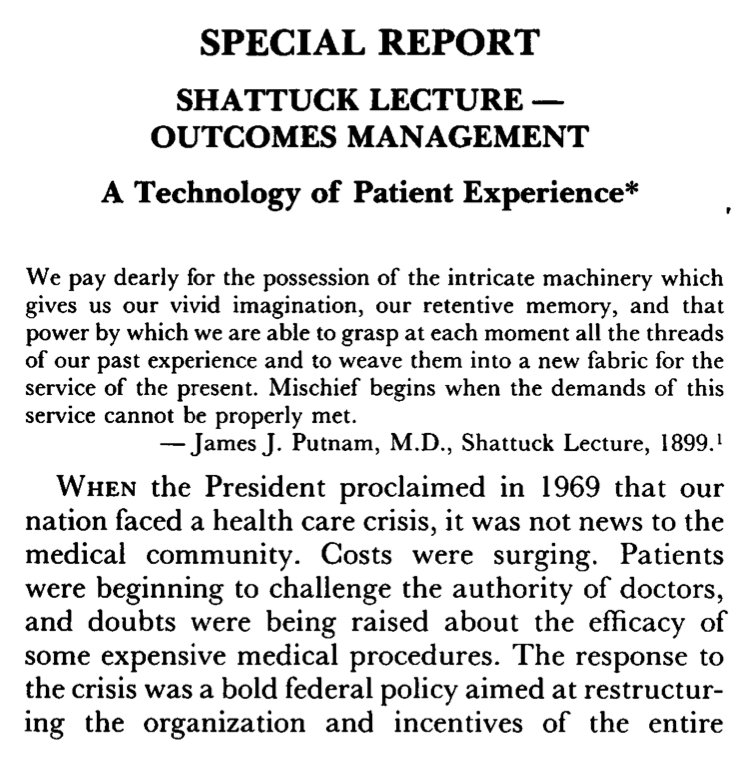 SPECIAL REPORT
SHATTUCK LECTURE —
OUTCOMES MANAGEMENT
A Technology of Patient Experience*
We pay dearly for the possession of the intricate machinery which
gives us our vivid imagination, our retentive memory, and that
power by which we are able to grasp at each moment all the threads
of our past experience and to weave them into a new fabric for the
service of the present. Mischief begins when the demands of this
service cannot be properly met.
— James J. Putnam, M.D., Shattuck Lecture, 1899.¹
WHEN the President proclaimed in 1969 that our
nation faced a health care crisis, it was not news to the
medical community. Costs were surging. Patients
were beginning to challenge the authority of doctors,
and doubts were being raised about the efficacy of
some expensive medical procedures. The response to
the crisis was a bold federal policy aimed at restructur-
ing the organization and incentives of the entire